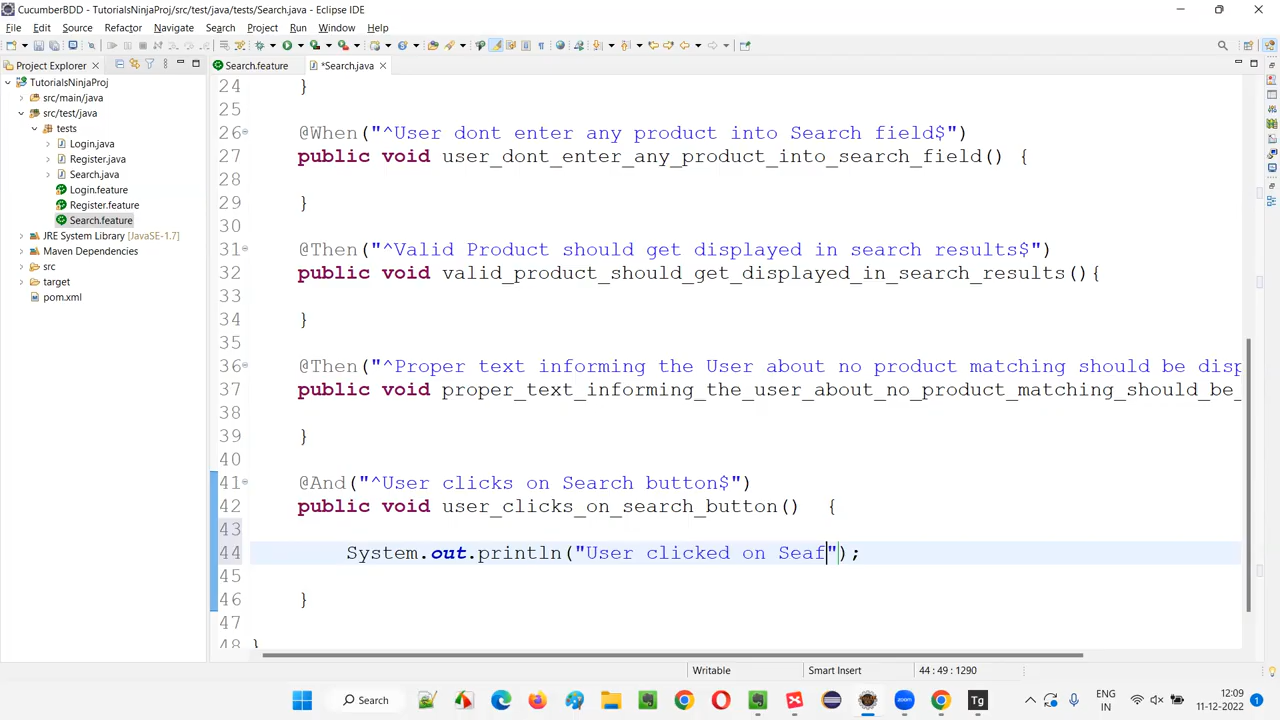 CucumberBDD - TutorialsNinjaProj/src/test/java/tests/Search.java - Eclipse IDE
File Edit Source Refactor Navigate Search Project Run Window Help
Project Explorer
Search.feature
*Search.java
TutorialsNinjaProj
src/main/java
src/test/java
tests
Login.java
Register.java
Search.java
Login.feature
Register.feature
Search.feature
JRE System Library [JavaSE-1.7]
Maven Dependencies
src
target
pom.xml
24 }
25
26 @When("^User dont enter any product into Search field$")
27 public void user_dont_enter_any_product_into_search_field() {
28
29 }
30
31 @Then("^Valid Product should get displayed in search results$")
32 public void valid_product_should_get_displayed_in_search_results(){
33
34 }
35
36 @Then("^Proper text informing the User about no product matching should be disp
37 public void proper_text_informing_the_user_about_no_product_matching_should_be_
38
39 }
40
41 @And("^User clicks on Search button$")
42 public void user_clicks_on_search_button() {
43
44 System.out.println("User clicked on Seaf");
45
46 }
47
48 }
Writable
Smart Insert
44 : 49 : 1290
Search
Tg
ENG
IN
12:09
11-12-2022
1